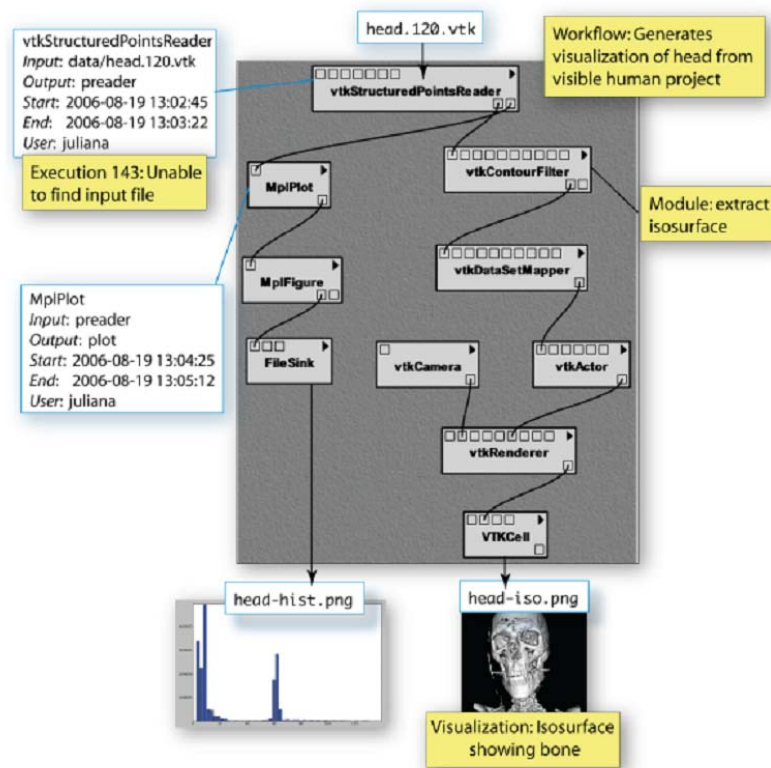 head.120.vtk
Workflow: Generates
visualization of head from
visible human project
vtkStructuredPointsReader
Input: data/head.120.vtk
Output: preader
Start: 2006-08-19 13:02:45
End: 2006-08-19 13:03:22
User: juliana
Execution 143: Unable
to find input file
vtkStructuredPointsReader
MplPlot
vtkContourFilter
Module: extract
isosurface
MplFigure
vtkDataSetMapper
MplPlot
Input: preader
Output: plot
Start: 2006-08-19 13:04:25
End: 2006-08-19 13:05:12
User: juliana
FileSink
vtkCamera
vtkActor
vtkRenderer
VTKCell
head-hist.png
head-iso.png
Visualization: Isosurface
showing bone